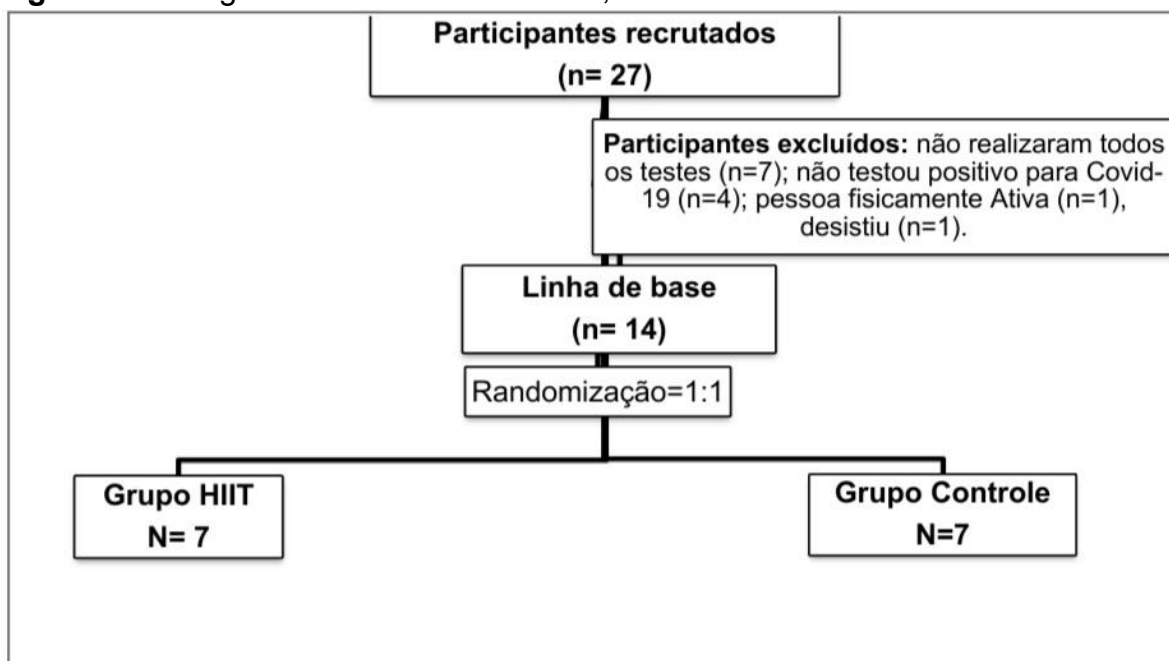 Participantes recrutados
(n= 27)
Participantes excluídos: não realizaram todos
os testes (n=7); não testou positivo para Covid-
19 (n=4); pessoa fisicamente Ativa (n=1),
desistiu (n=1).
Linha de base
(n= 14)
Randomização=1:1
Grupo HIIT
N= 7
Grupo Controle
N=7